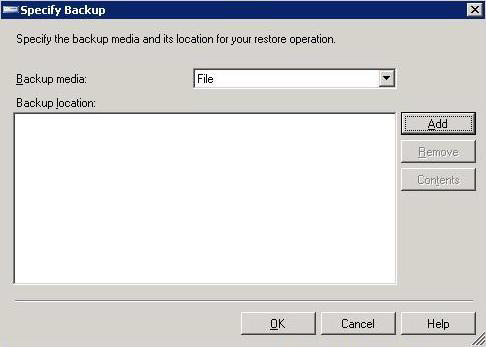 Specify Backup
Specify the backup media and its location for your restore operation.
Backup media:
File
Backup location:
Add
Remove
Contents
OK
Cancel
Help